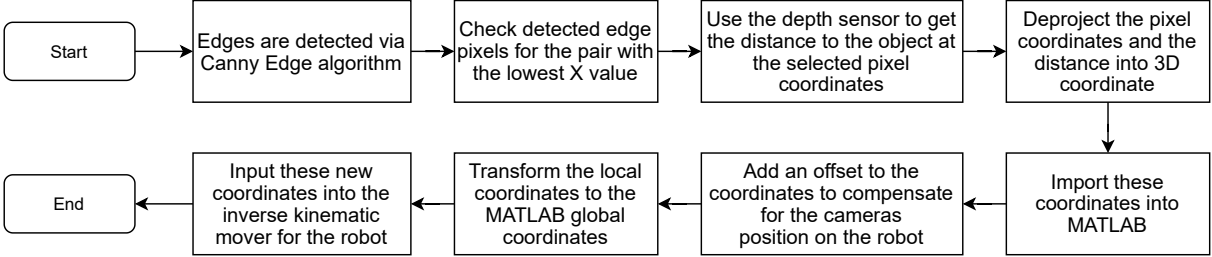 Start
Edges are detected via
Canny Edge algorithm
Check detected edge
pixels for the pair with
the lowest X value
Use the depth sensor to get
the distance to the object at
the selected pixel
coordinates
Deproject the pixel
coordinates and the
distance into 3D
coordinate
Import these
coordinates into
MATLAB
Add an offset to the
coordinates to compensate
for the cameras
position on the robot
Transform the local
coordinates to the
MATLAB global
coordinates
Input these new
coordinates into the
inverse kinematic
mover for the robot
End